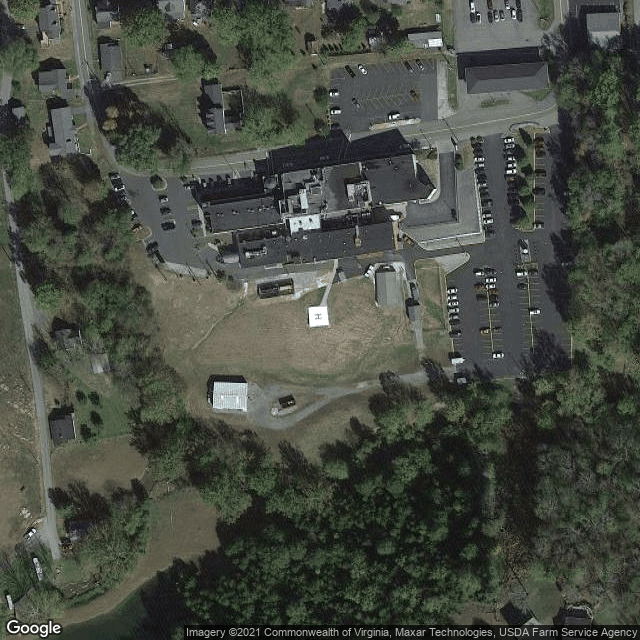 H
Google
Imagery ©2021 Commonwealth of Virginia, Maxar Technologies, USDA Farm Service Agency